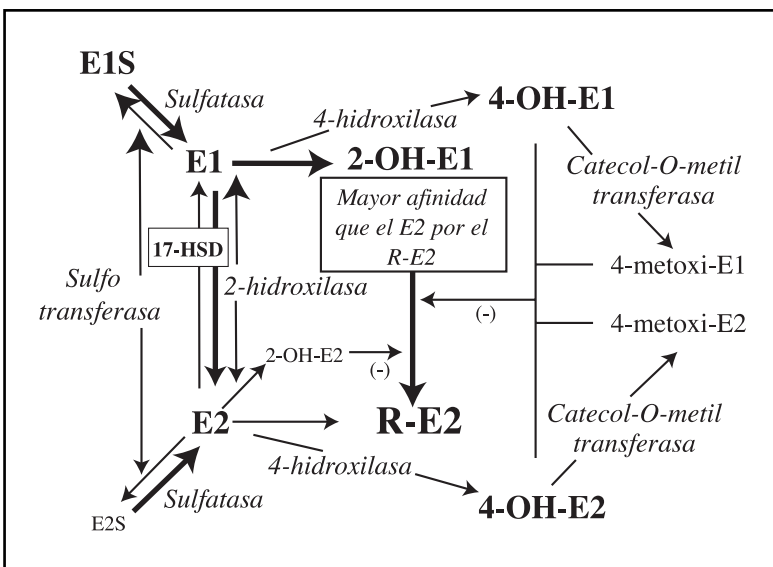 E1S
Sulfatasa
4-hidroxilasa
4-OH-E1
E1
2-OH-E1
Catecol-O-metil
transferasa
Mayor afinidad
que el E2 por el
R-E2
17-HSD
4-metoxi-E1
Sulfo
transferasa
2-hidroxilasa
(-)
4-metoxi-E2
2-OH-E2
(-)
E2
R-E2
Catecol-O-metil
transferasa
4-hidroxilasa
Sulfatasa
E2S
4-OH-E2